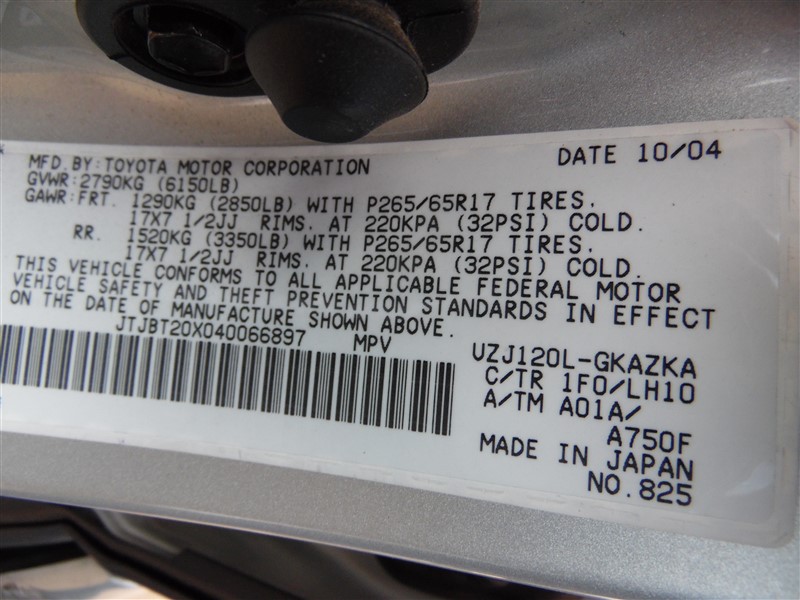 MFD.BY:TOYOTA MOTOR CORPORATION DATE 10/04
GVWR:2790KG (6150LB)
GAWR:FRT. 1290KG (2850LB) WITH P265/65R17 TIRES.
17X7 1/2JJ RIMS. AT 220KPA (32PSI) COLD.
RR. 1520KG (3350LB) WITH P265/65R17 TIRES.
17X7 1/2JJ RIMS. AT 220KPA (32PSI) COLD.
THIS VEHICLE CONFORMS TO ALL APPLICABLE FEDERAL MOTOR
VEHICLE SAFETY AND THEFT PREVENTION STANDARDS IN EFFECT
ON THE DATE OF MANUFACTURE SHOWN ABOVE.
JTJBT20X040066897 MPV
VZJ120L-GKAZKA
C/TR 1F0/LH10
A/TM A01A/
A750F
MADE IN JAPAN
NO.825